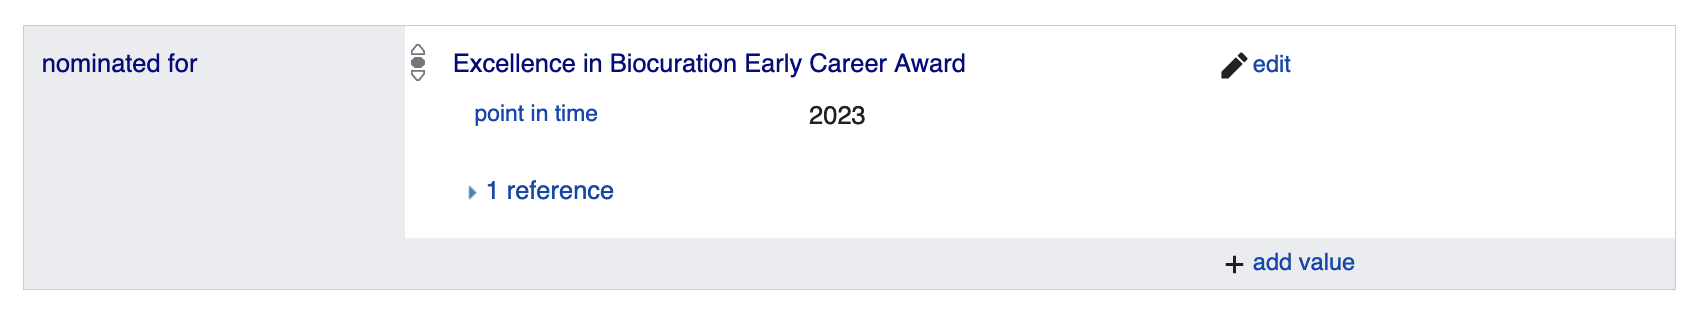 nominated for
Excellence in Biocuration Early Career Award
edit
point in time
2023
1 reference
add value